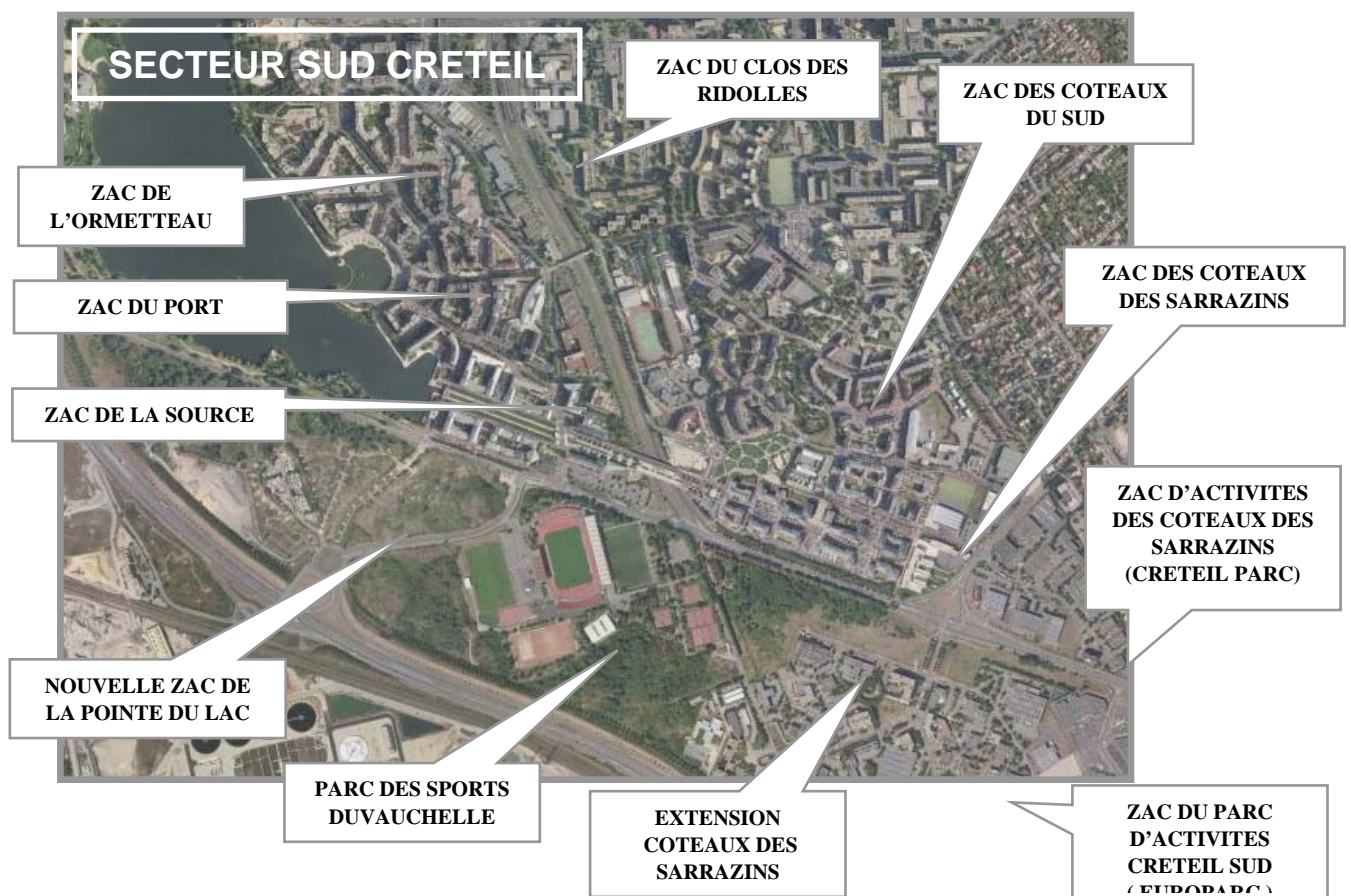 SECTEUR SUD CRETEIL
ZAC DU CLOS DES
RIDOLLES
ZAC DES COTEAUX
DU SUD
ZAC DE
L'ORMETTEAU
ZAC DES COTEAUX
DES SARRAZINS
ZAC DU PORT
ZAC DE LA SOURCE
ZAC D'ACTIVITES
DES COTEAUX DES
SARRAZINS
(CRETEIL PARC)
NOUVELLE ZAC DE
LA POINTE DU LAC
PARC DES SPORTS
DUVAUCHELLE
EXTENSION
COTEAUX DES
SARRAZINS
ZAC DU PARC
D'ACTIVITES
CRETEIL SUD
( EUROPARC )